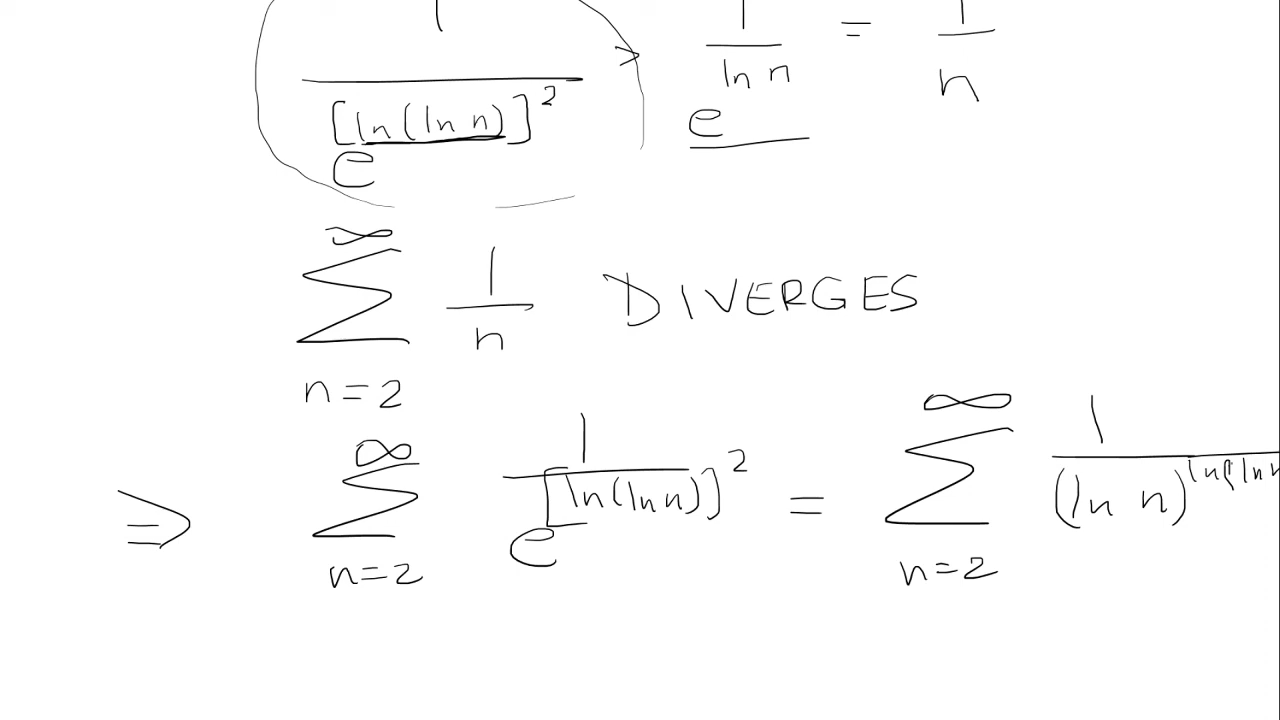 1/e^{[ln(ln n)]^2} > 1/e^{ln n} = 1/n
∑_{n=2}^{∞} 1/n DIVERGES
⇒ ∑_{n=2}^{∞} 1/e^{[ln(ln n)]^2} = ∑_{n=2}^{∞} 1/(ln n)^{ln(ln n